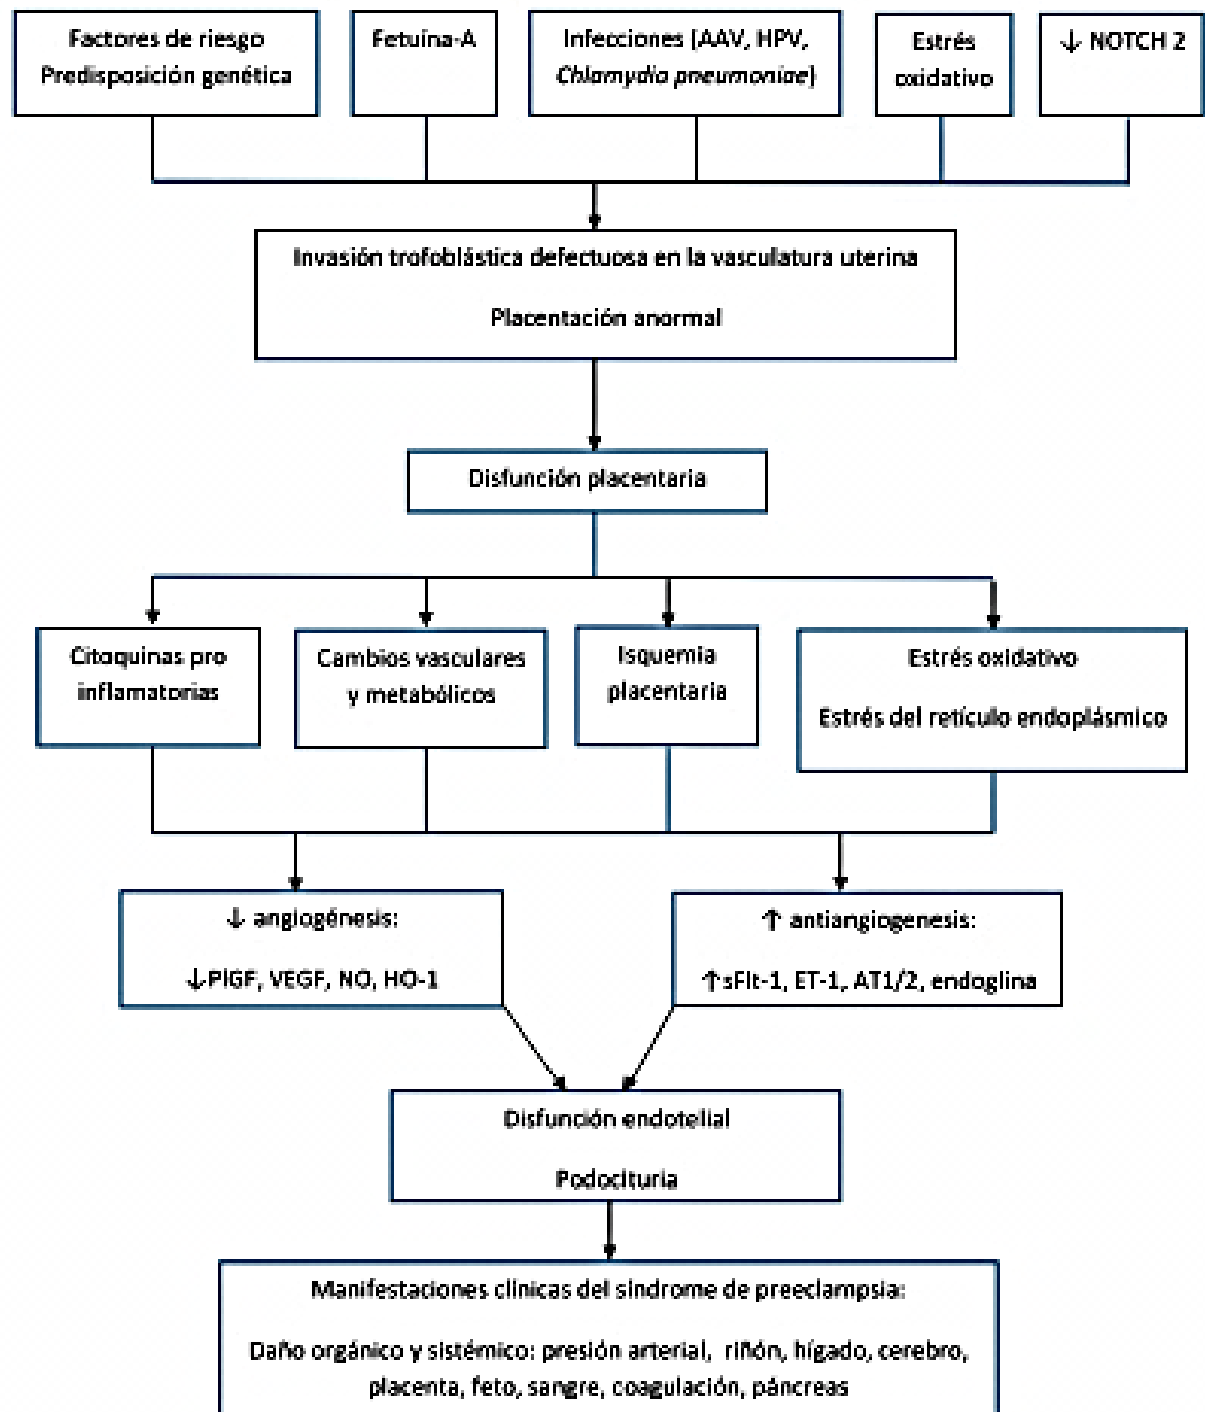 Factores de riesgo
Predisposición genética
Fetuína-A
Infecciones (AAV, HPV,
Chlamydia pneumoniae)
Estrés
oxidativo
↓ NOTCH 2
Invasión trofoblástica defectuosa en la vasculatura uterina
Placentación anormal
Disfunción placentaria
Citoquinas pro
inflamatorias
Cambios vasculares
y metabólicos
Isquemia
placentaria
Estrés oxidativo
Estrés del retículo endoplásmico
↓ angiogénesis:
↓PlGF, VEGF, NO, HO-1
↑ antiangiogenesis:
↑sFlt-1, ET-1, AT1/2, endoglina
Disfunción endotelial
Podocituria
Manifestaciones clínicas del síndrome de preeclampsia:
Daño orgánico y sistémico: presión arterial, riñón, hígado, cerebro,
placenta, feto, sangre, coagulación, páncreas